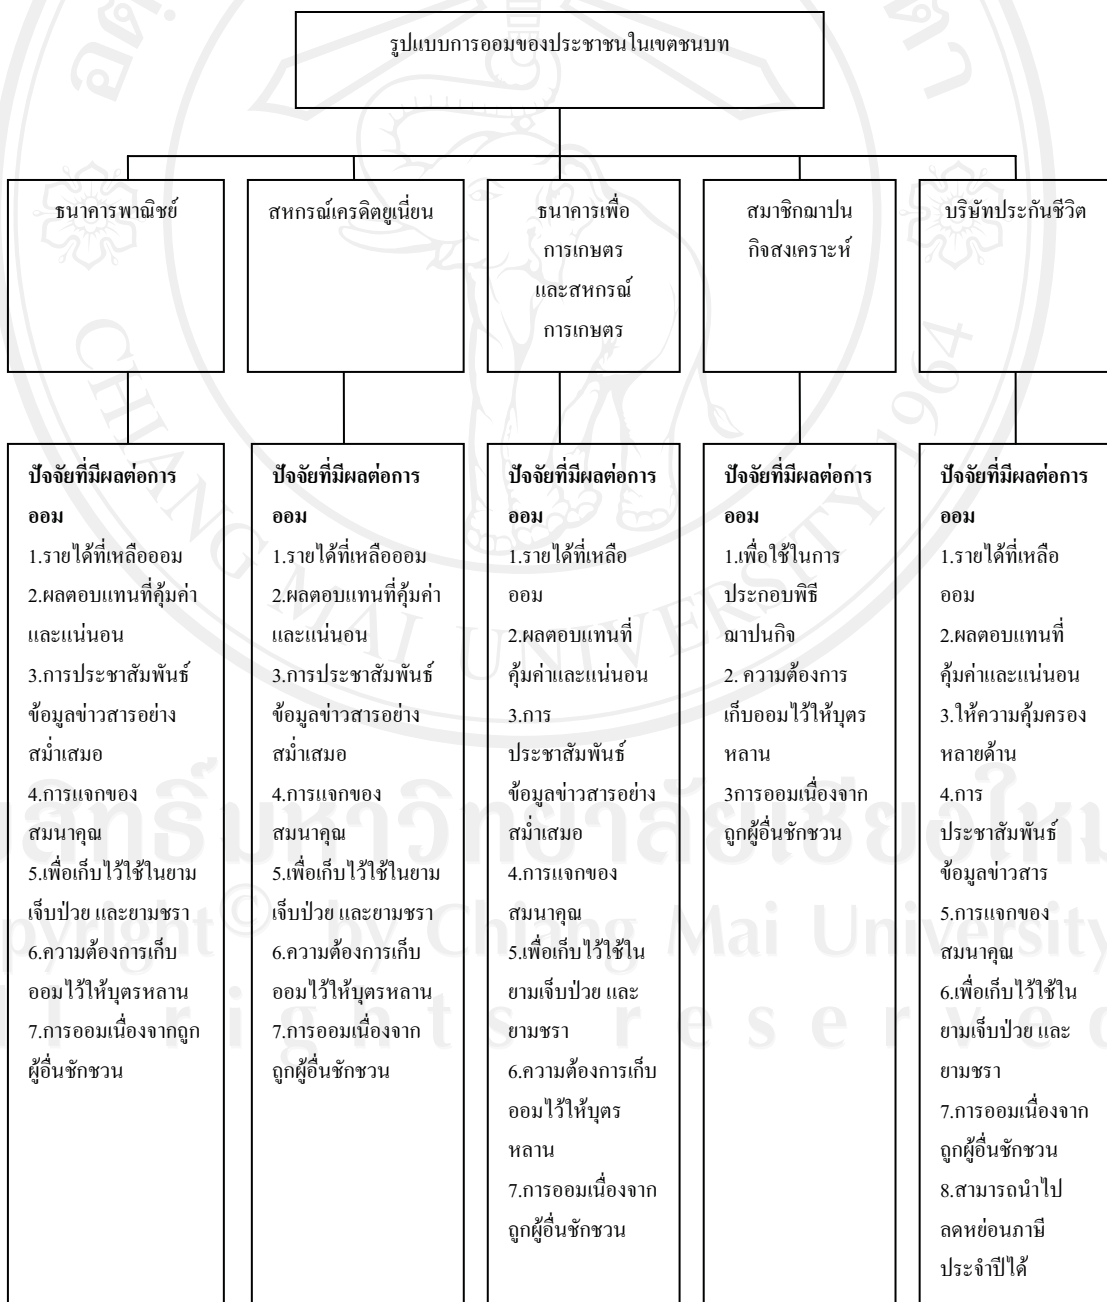 รูปแบบการออมของประชาชนในเขตชนบท
ธนาคารพาณิชย์
สหกรณ์เครดิตยูเนี่ยน
ธนาคารเพื่อ
การเกษตร
และสหกรณ์
การเกษตร
สมาชิกฌาปน
กิจสงเคราะห์
บริษัทประกันชีวิต
ปัจจัยที่มีผลต่อการ
ออม
1.รายได้ที่เหลือออม
2.ผลตอบแทนที่คุ้มค่า
และแน่นอน
3.การประชาสัมพันธ์
ข้อมูลข่าวสารอย่าง
สม่ำเสมอ
4.การแจกของ
สมนาคุณ
5.เพื่อเก็บไว้ใช้ในยาม
เจ็บป่วย และยามชรา
6.ความต้องการเก็บ
ออมไว้ให้บุตรหลาน
7.การออมเนื่องจากถูก
ผู้อื่นชักชวน
ปัจจัยที่มีผลต่อการ
ออม
1.รายได้ที่เหลือออม
2.ผลตอบแทนที่คุ้มค่า
และแน่นอน
3.การประชาสัมพันธ์
ข้อมูลข่าวสารอย่าง
สม่ำเสมอ
4.การแจกของ
สมนาคุณ
5.เพื่อเก็บไว้ใช้ในยาม
เจ็บป่วย และยามชรา
6.ความต้องการเก็บ
ออมไว้ให้บุตรหลาน
7.การออมเนื่องจาก
ถูกผู้อื่นชักชวน
ปัจจัยที่มีผลต่อการ
ออม
1.รายได้ที่เหลือ
ออม
2.ผลตอบแทนที่
คุ้มค่าและแน่นอน
3.การ
ประชาสัมพันธ์
ข้อมูลข่าวสารอย่าง
สม่ำเสมอ
4.การแจกของ
สมนาคุณ
5.เพื่อเก็บไว้ใช้ใน
ยามเจ็บป่วย และ
ยามชรา
6.ความต้องการเก็บ
ออมไว้ให้บุตร
หลาน
7.การออมเนื่องจาก
ถูกผู้อื่นชักชวน
ปัจจัยที่มีผลต่อการ
ออม
1.เพื่อใช้ในการ
ประกอบพิธี
ฌาปนกิจ
2. ความต้องการ
เก็บออมไว้ให้บุตร
หลาน
3การออมเนื่องจาก
ถูกผู้อื่นชักชวน
ปัจจัยที่มีผลต่อการ
ออม
1.รายได้ที่เหลือ
ออม
2.ผลตอบแทนที่
คุ้มค่าและแน่นอน
3.ให้ความคุ้มครอง
หลายด้าน
4.การ
ประชาสัมพันธ์
ข้อมูลข่าวสาร
5.การแจกของ
สมนาคุณ
6.เพื่อเก็บไว้ใช้ใน
ยามเจ็บป่วย และ
ยามชรา
7.การออมเนื่องจาก
ถูกผู้อื่นชักชวน
8.สามารถนำไป
ลดหย่อนภาษี
ประจำปีได้
CHIANG MAI UNIVERSITY 1964
by Chiang Mai University
rights reserved